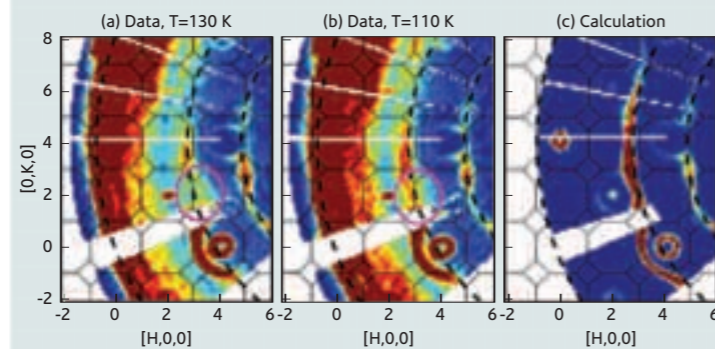 (a) Data, T=130 K (b) Data, T=110 K (c) Calculation
8
6
4
2
0
-2
[0,K,0]
-2 0 2 4 6 -2 0 2 4 6 -2 0 2 4 6
[H,0,0] [H,0,0] [H,0,0]